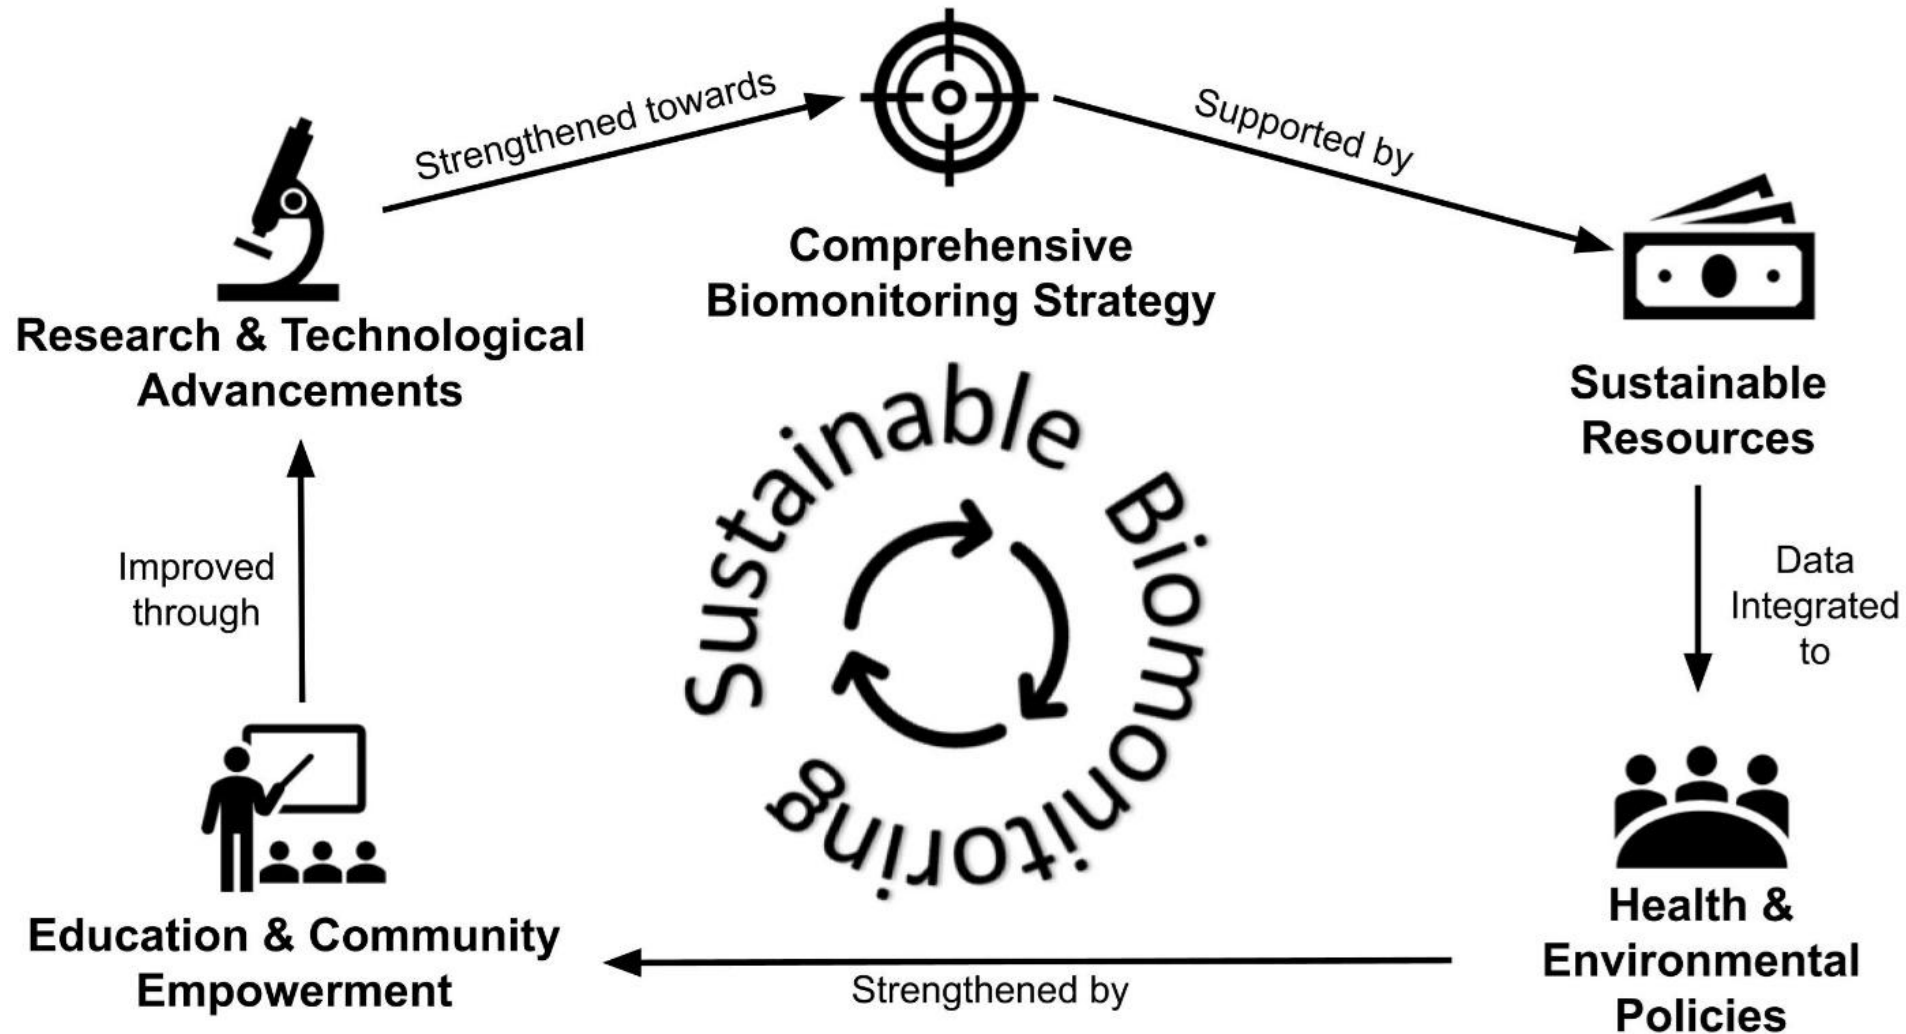 Strengthened towards
Supported by
Comprehensive
Biomonitoring Strategy
Research & Technological
Advancements
Sustainable
Resources
Sustainable Biomonitoring
Improved
through
Data
Integrated
to
Education & Community
Empowerment
Strengthened by
Health &
Environmental
Policies